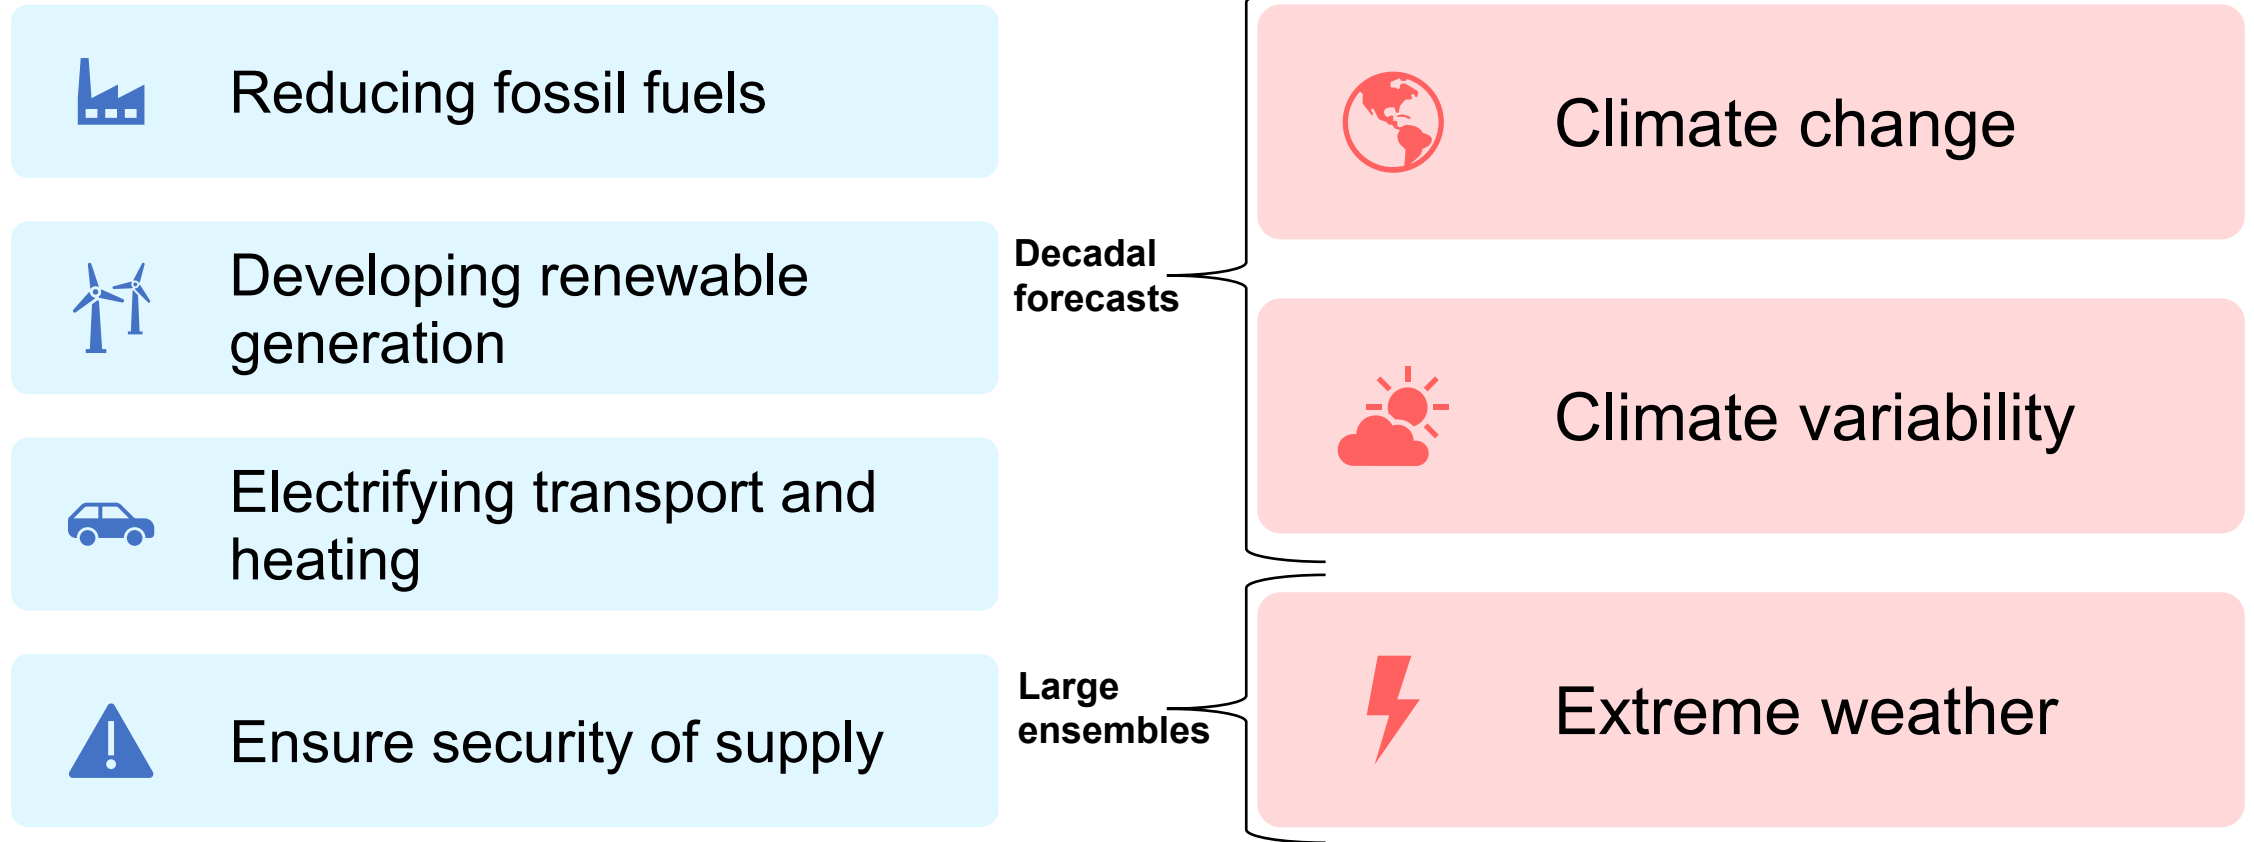 Reducing fossil fuels
Developing renewable
generation
Electrifying transport and
heating
Ensure security of supply
Decadal
forecasts
Large
ensembles
Climate change
Climate variability
Extreme weather